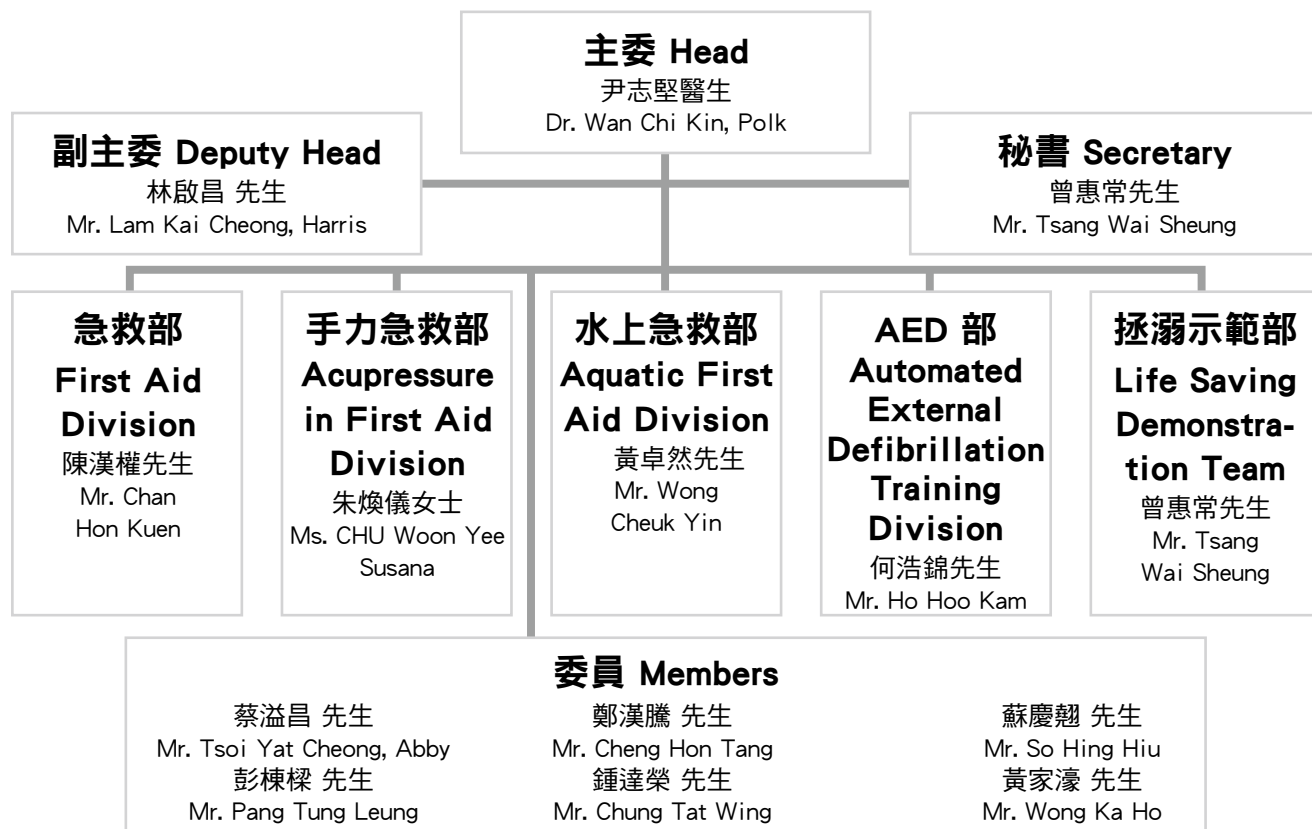 主委 Head
尹志堅醫生
Dr. Wan Chi Kin, Polk
副主委 Deputy Head
林啟昌 先生
Mr. Lam Kai Cheong, Harris
秘書 Secretary
曾惠常先生
Mr. Tsang Wai Sheung
急救部
First Aid
Division
陳漢權先生
Mr. Chan
Hon Kuen
手力急救部
Acupressure
in First Aid
Division
朱煥儀女士
Ms. CHU Woon Yee
Susana
水上急救部
Aquatic First
Aid Division
黃卓然先生
Mr. Wong
Cheuk Yin
AED 部
Automated
External
Defibrillation
Training
Division
何浩錦先生
Mr. Ho Hoo Kam
拯溺示範部
Life Saving
Demonstra-
tion Team
曾惠常先生
Mr. Tsang
Wai Sheung
委員 Members
蔡溢昌 先生
Mr. Tsoi Yat Cheong, Abby
彭棟樑 先生
Mr. Pang Tung Leung
鄭漢騰 先生
Mr. Cheng Hon Tang
鍾達榮 先生
Mr. Chung Tat Wing
蘇慶翹 先生
Mr. So Hing Hiu
黃家濠 先生
Mr. Wong Ka Ho